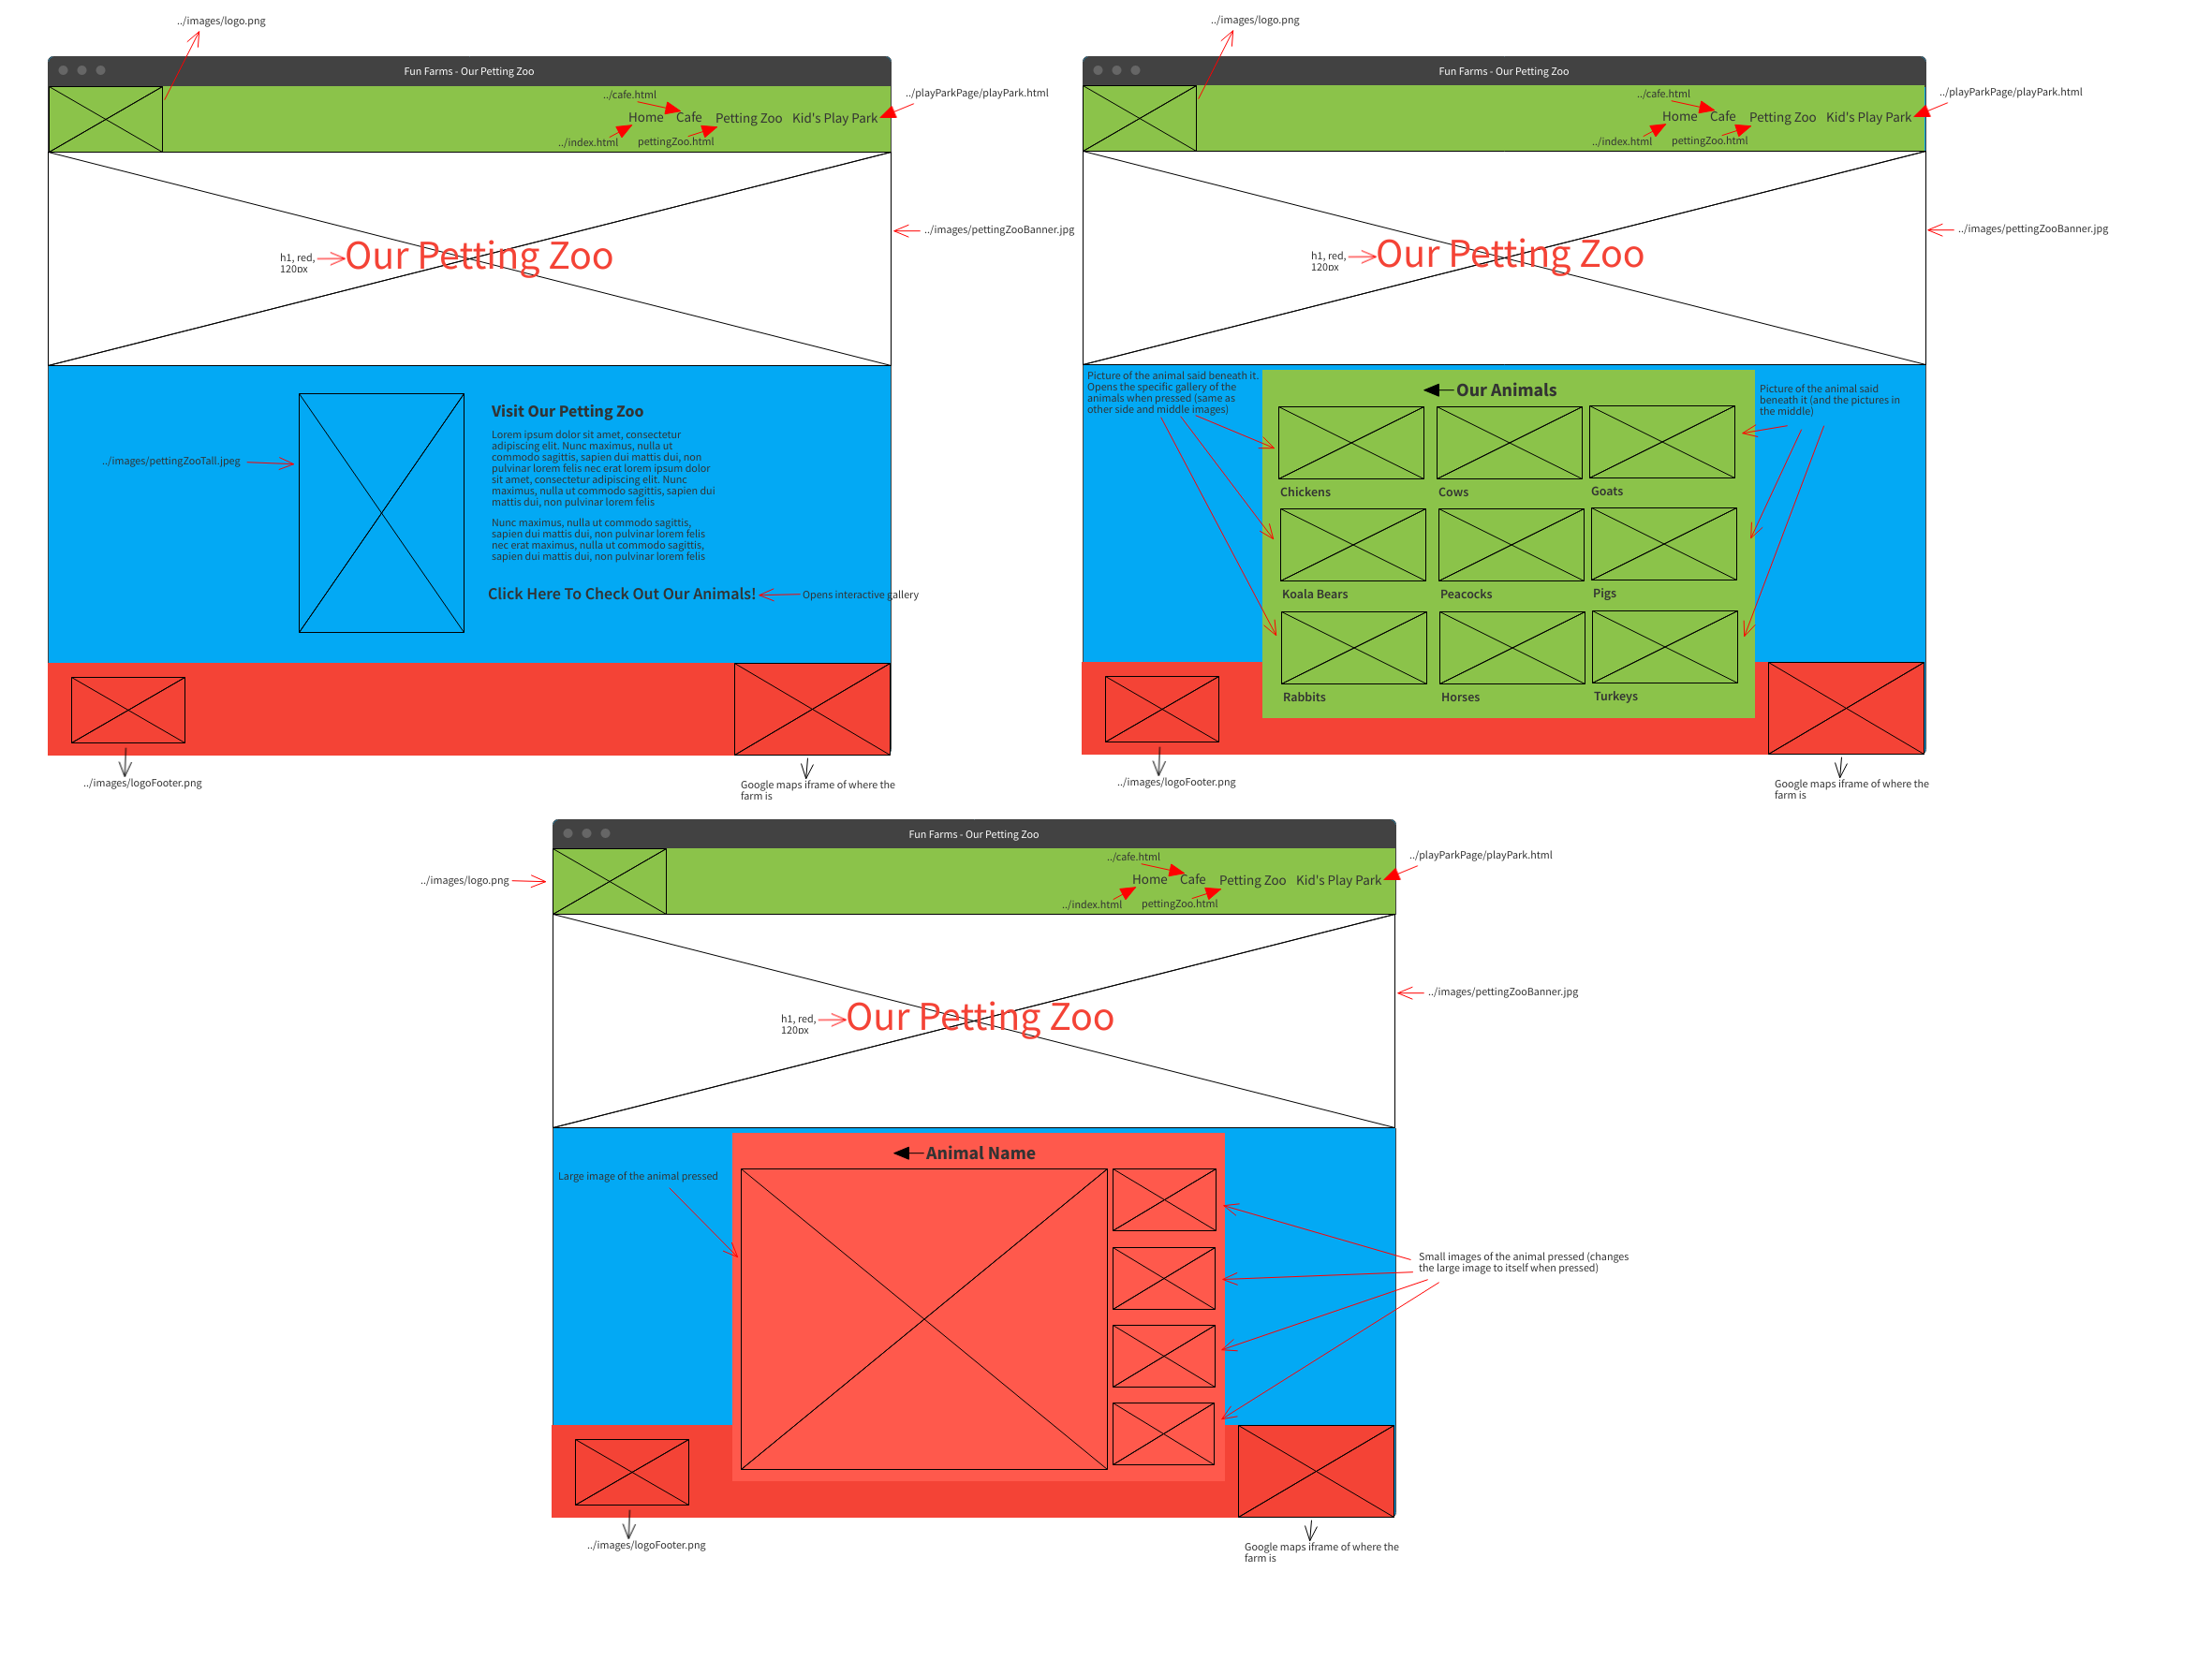 ../images/logo.png
Fun Farms - Our Petting Zoo
../cafe.html
../playParkPage/playPark.html
Home
Cafe
Petting Zoo
Kid's Play Park
../index.html
pettingZoo.html
../images/pettingZooBanner.jpg
h1, red,
120px
Our Petting Zoo
../images/pettingZooTall.jpeg
Visit Our Petting Zoo
Lorem ipsum dolor sit amet, consectetur
adipiscing elit. Nunc maximus, nulla ut
commodo sagittis, sapien dui mattis dui, non
pulvinar lorem felis nec erat lorem ipsum dolor
sit amet, consectetur adipiscing elit. Nunc
maximus, nulla ut commodo sagittis, sapien dui
mattis dui, non pulvinar lorem felis
Nunc maximus, nulla ut commodo sagittis,
sapien dui mattis dui, non pulvinar lorem felis
nec erat maximus, nulla ut commodo sagittis,
sapien dui mattis dui, non pulvinar lorem felis
Click Here To Check Out Our Animals!
Opens interactive gallery
../images/logoFooter.png
Google maps iframe of where the
farm is
../images/logo.png
Fun Farms - Our Petting Zoo
../cafe.html
../playParkPage/playPark.html
Home
Cafe
Petting Zoo
Kid's Play Park
../index.html
pettingZoo.html
../images/pettingZooBanner.jpg
h1, red,
120px
Our Petting Zoo
Picture of the animal said beneath it.
Opens the specific gallery of the
animals when pressed (same as
other side and middle images)
Our Animals
Picture of the animal said
beneath it (and the pictures in
the middle)
Chickens
Cows
Goats
Koala Bears
Peacocks
Pigs
Rabbits
Horses
Turkeys
../images/logoFooter.png
Google maps iframe of where the
farm is
Fun Farms - Our Petting Zoo
../images/logo.png
../cafe.html
../playParkPage/playPark.html
Home
Cafe
Petting Zoo
Kid's Play Park
../index.html
pettingZoo.html
../images/pettingZooBanner.jpg
h1, red,
120px
Our Petting Zoo
Large image of the animal pressed
Animal Name
Small images of the animal pressed (changes
the large image to itself when pressed)
../images/logoFooter.png
Google maps iframe of where the
farm is